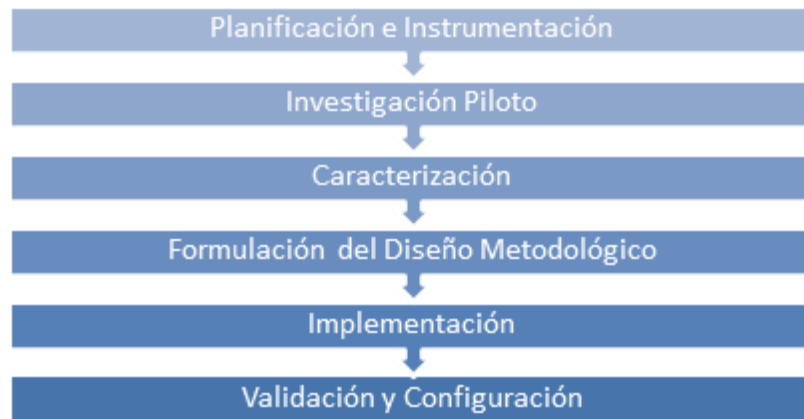 Planificación e Instrumentación
Investigación Piloto
Caracterización
Formulación del Diseño Metodológico
Implementación
Validación y Configuración